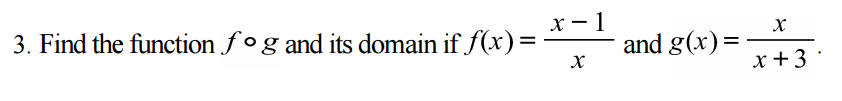 3. Find the function f∘g and its domain if f(x) = (x − 1)/x and g(x) = x/(x + 3).